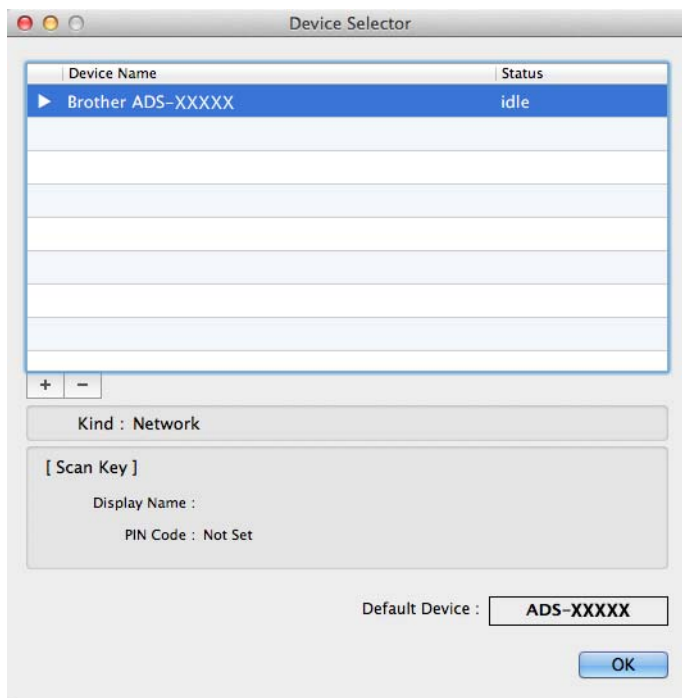 Device Selector
Device Name Status
Brother ADS-XXXXX idle
+ −
Kind : Network
[ Scan Key ]
Display Name :
PIN Code : Not Set
Default Device : ADS-XXXXX
OK